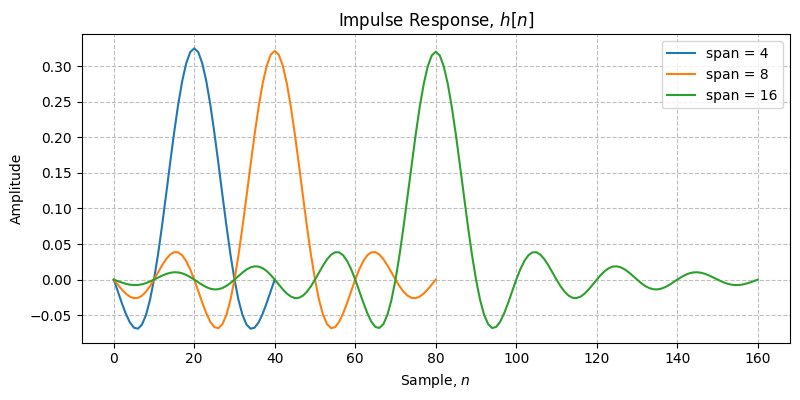 Impulse Response, h[n]
span = 4
span = 8
span = 16
Amplitude
0.30
0.25
0.20
0.15
0.10
0.05
0.00
−0.05
0 20 40 60 80 100 120 140 160
Sample, n